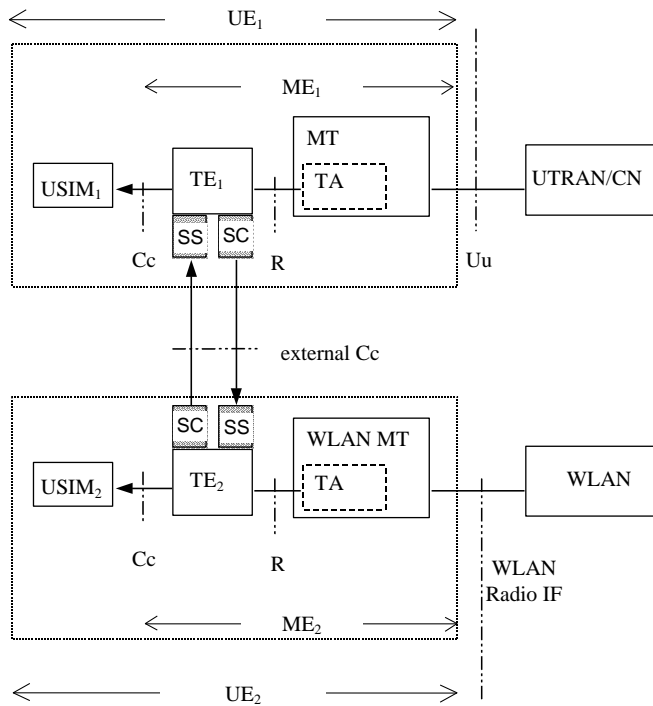 UE₁
ME₁
MT
USIM₁
TE₁
TA
UTRAN/CN
SS
SC
Cc
R
Uu
external Cc
SC
SS
WLAN MT
USIM₂
TE₂
TA
WLAN
Cc
R
WLAN
Radio IF
ME₂
UE₂